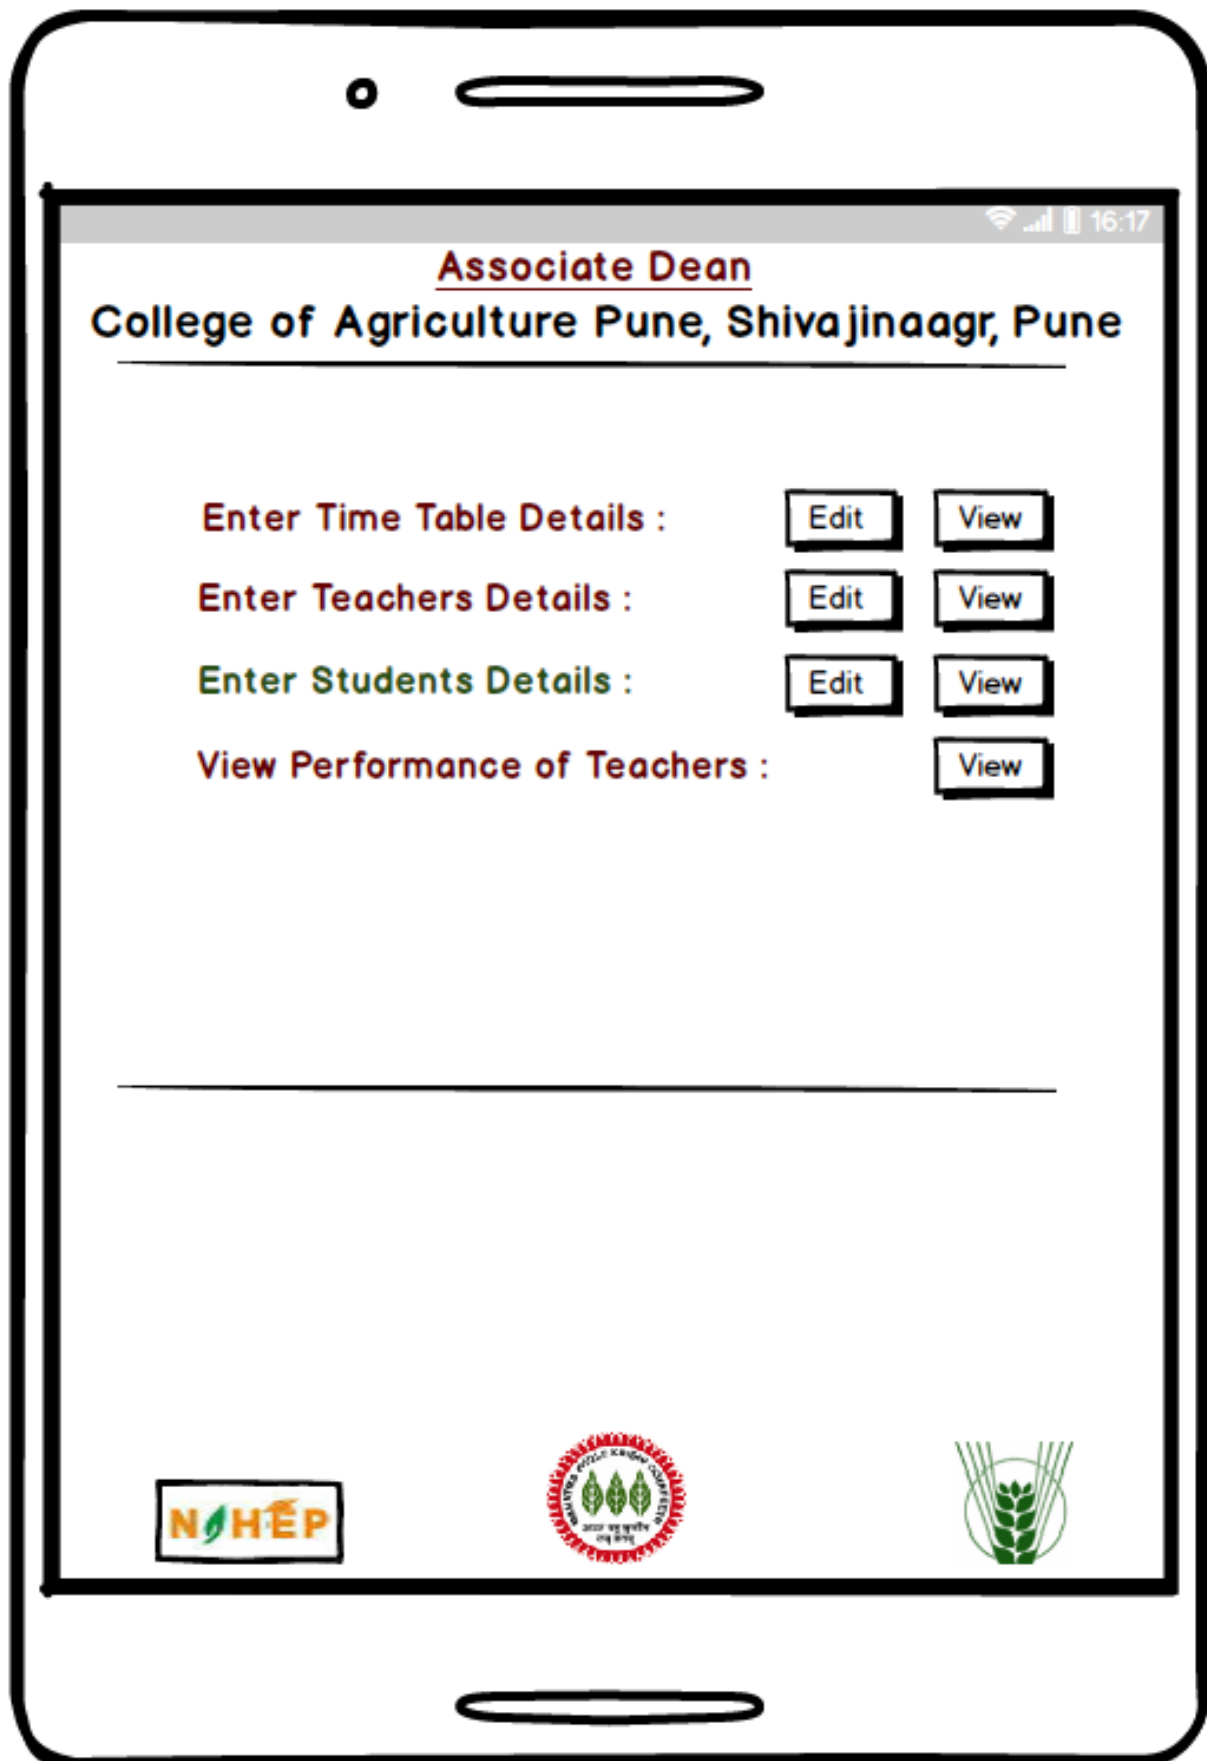 16:17
Associate Dean
College of Agriculture Pune, Shivajinaagr, Pune
Enter Time Table Details : Edit View
Enter Teachers Details : Edit View
Enter Students Details : Edit View
View Performance of Teachers : View
NAHEP